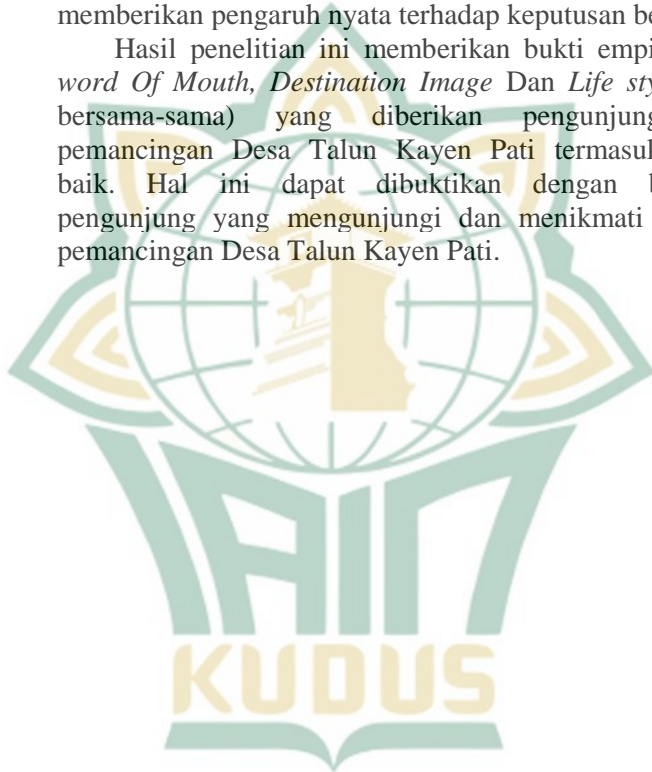 memberikan pengaruh nyata terhadap keputusan be
Hasil penelitian ini memberikan bukti empi
word Of Mouth, Destination Image Dan Life sty
bersama-sama) yang diberikan pengunjung
pemancingan Desa Talun Kayen Pati termasuk
baik. Hal ini dapat dibuktikan dengan b
pengunjung yang mengunjungi dan menikmati
pemancingan Desa Talun Kayen Pati.
IAIN
KUDUS